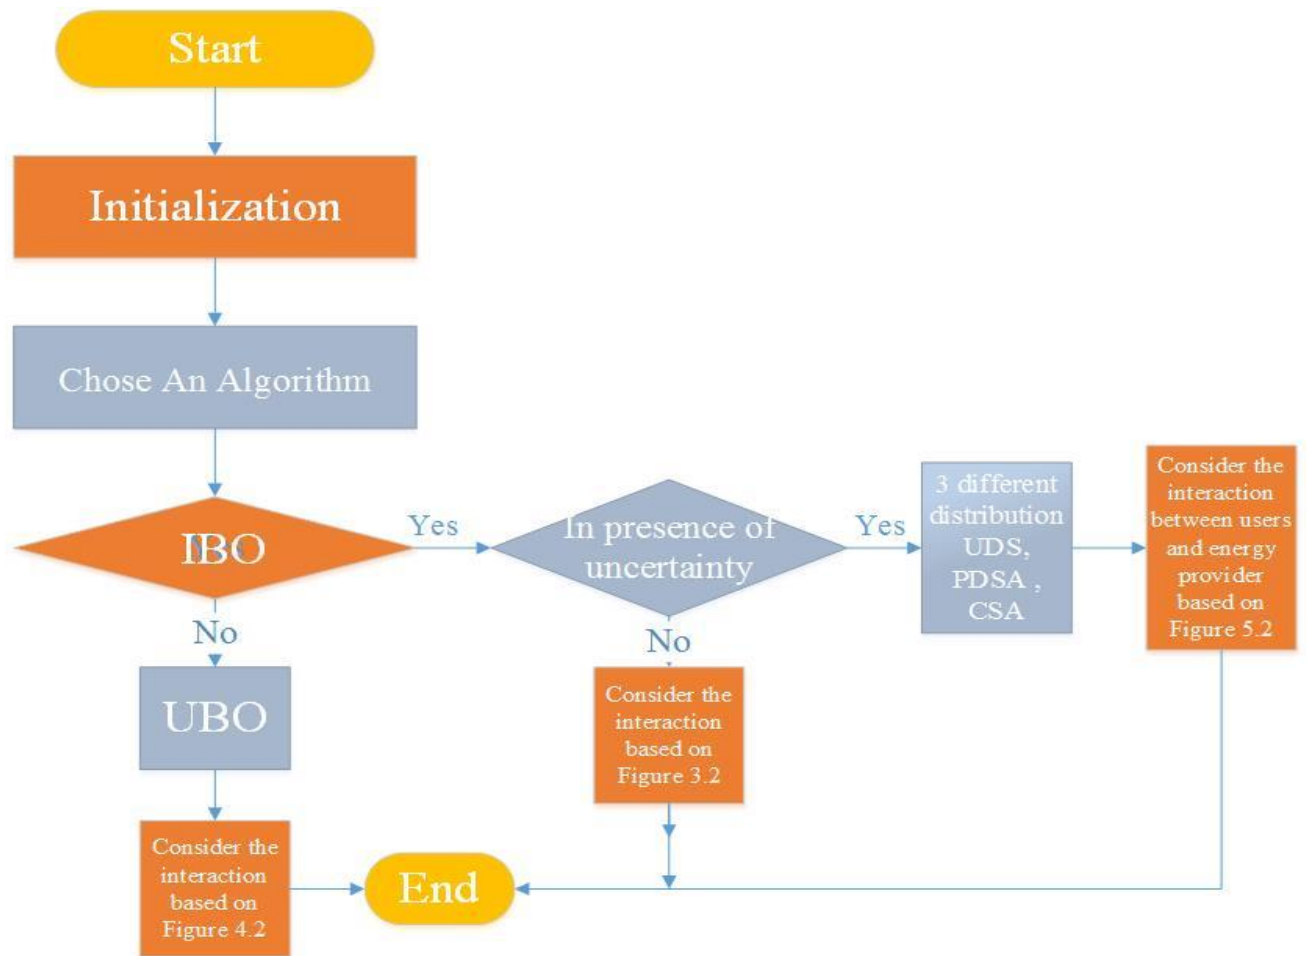 Start
Initialization
Chose An Algorithm
IBO
Yes
In presence of
uncertainty
Yes
3 different
distribution
UDS,
PDSA ,
CSA
Consider the
interaction
between users
and energy
provider
based on
Figure 5.2
No
UBO
No
Consider the
interaction
based on
Figure 3.2
Consider the
interaction
based on
Figure 4.2
End